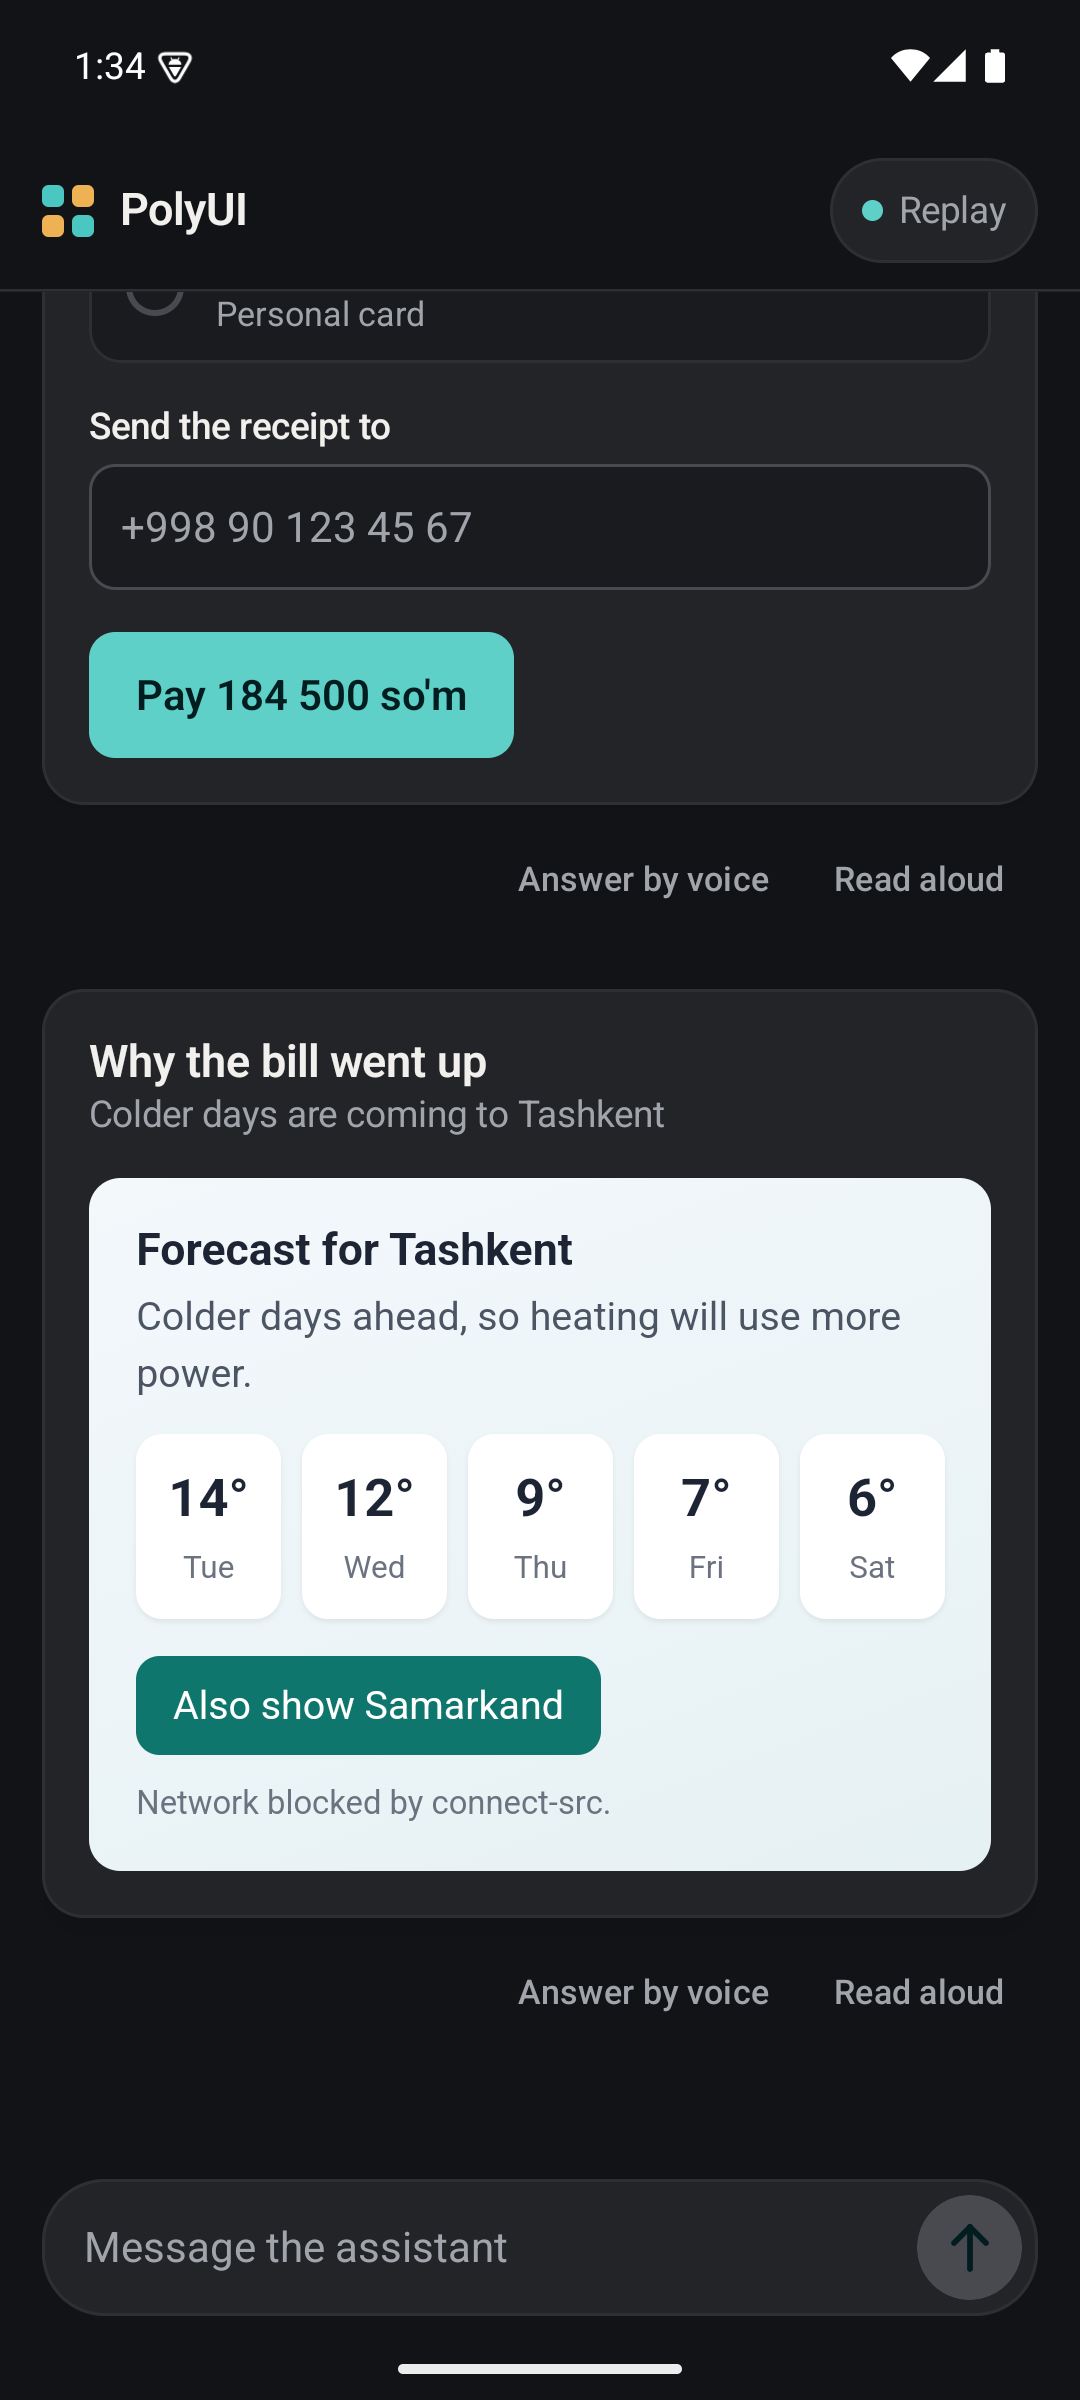 1:34
PolyUI
Replay
Personal card
Send the receipt to
+998 90 123 45 67
Pay 184 500 so'm
Answer by voice Read aloud
Why the bill went up
Colder days are coming to Tashkent
Forecast for Tashkent
Colder days ahead, so heating will use more
power.
14° 12° 9° 7° 6°
Tue Wed Thu Fri Sat
Also show Samarkand
Network blocked by connect-src.
Answer by voice Read aloud
Message the assistant